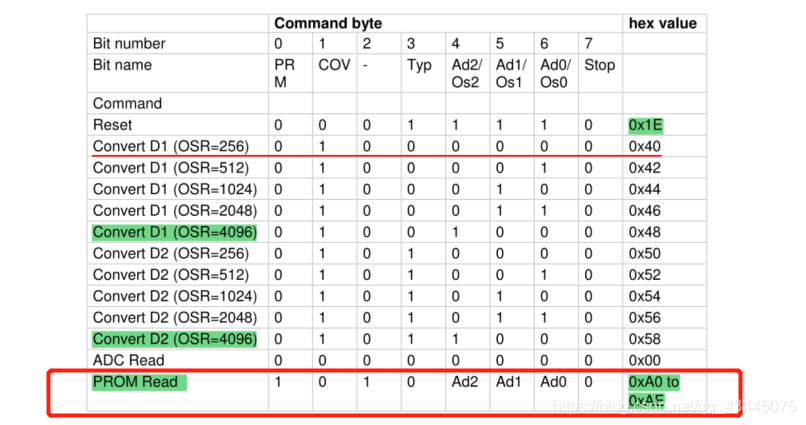 Command byte hex value
Bit number 0 1 2 3 4 5 6 7
Bit name PR COV - Typ Ad2/ Ad1/ Ad0/ Stop
M Os2 Os1 Os0
Command
Reset 0 0 0 1 1 1 1 0 0x1E
Convert D1 (OSR=256) 0 1 0 0 0 0 0 0 0x40
Convert D1 (OSR=512) 0 1 0 0 0 0 1 0 0x42
Convert D1 (OSR=1024) 0 1 0 0 0 1 0 0 0x44
Convert D1 (OSR=2048) 0 1 0 0 0 1 1 0 0x46
Convert D1 (OSR=4096) 0 1 0 0 1 0 0 0 0x48
Convert D2 (OSR=256) 0 1 0 1 0 0 0 0 0x50
Convert D2 (OSR=512) 0 1 0 1 0 0 1 0 0x52
Convert D2 (OSR=1024) 0 1 0 1 0 1 0 0 0x54
Convert D2 (OSR=2048) 0 1 0 1 0 1 1 0 0x56
Convert D2 (OSR=4096) 0 1 0 1 1 0 0 0 0x58
ADC Read 0 0 0 0 0 0 0 0 0x00
PROM Read 1 0 1 0 Ad2 Ad1 Ad0 0 0xA0 to
0xAE